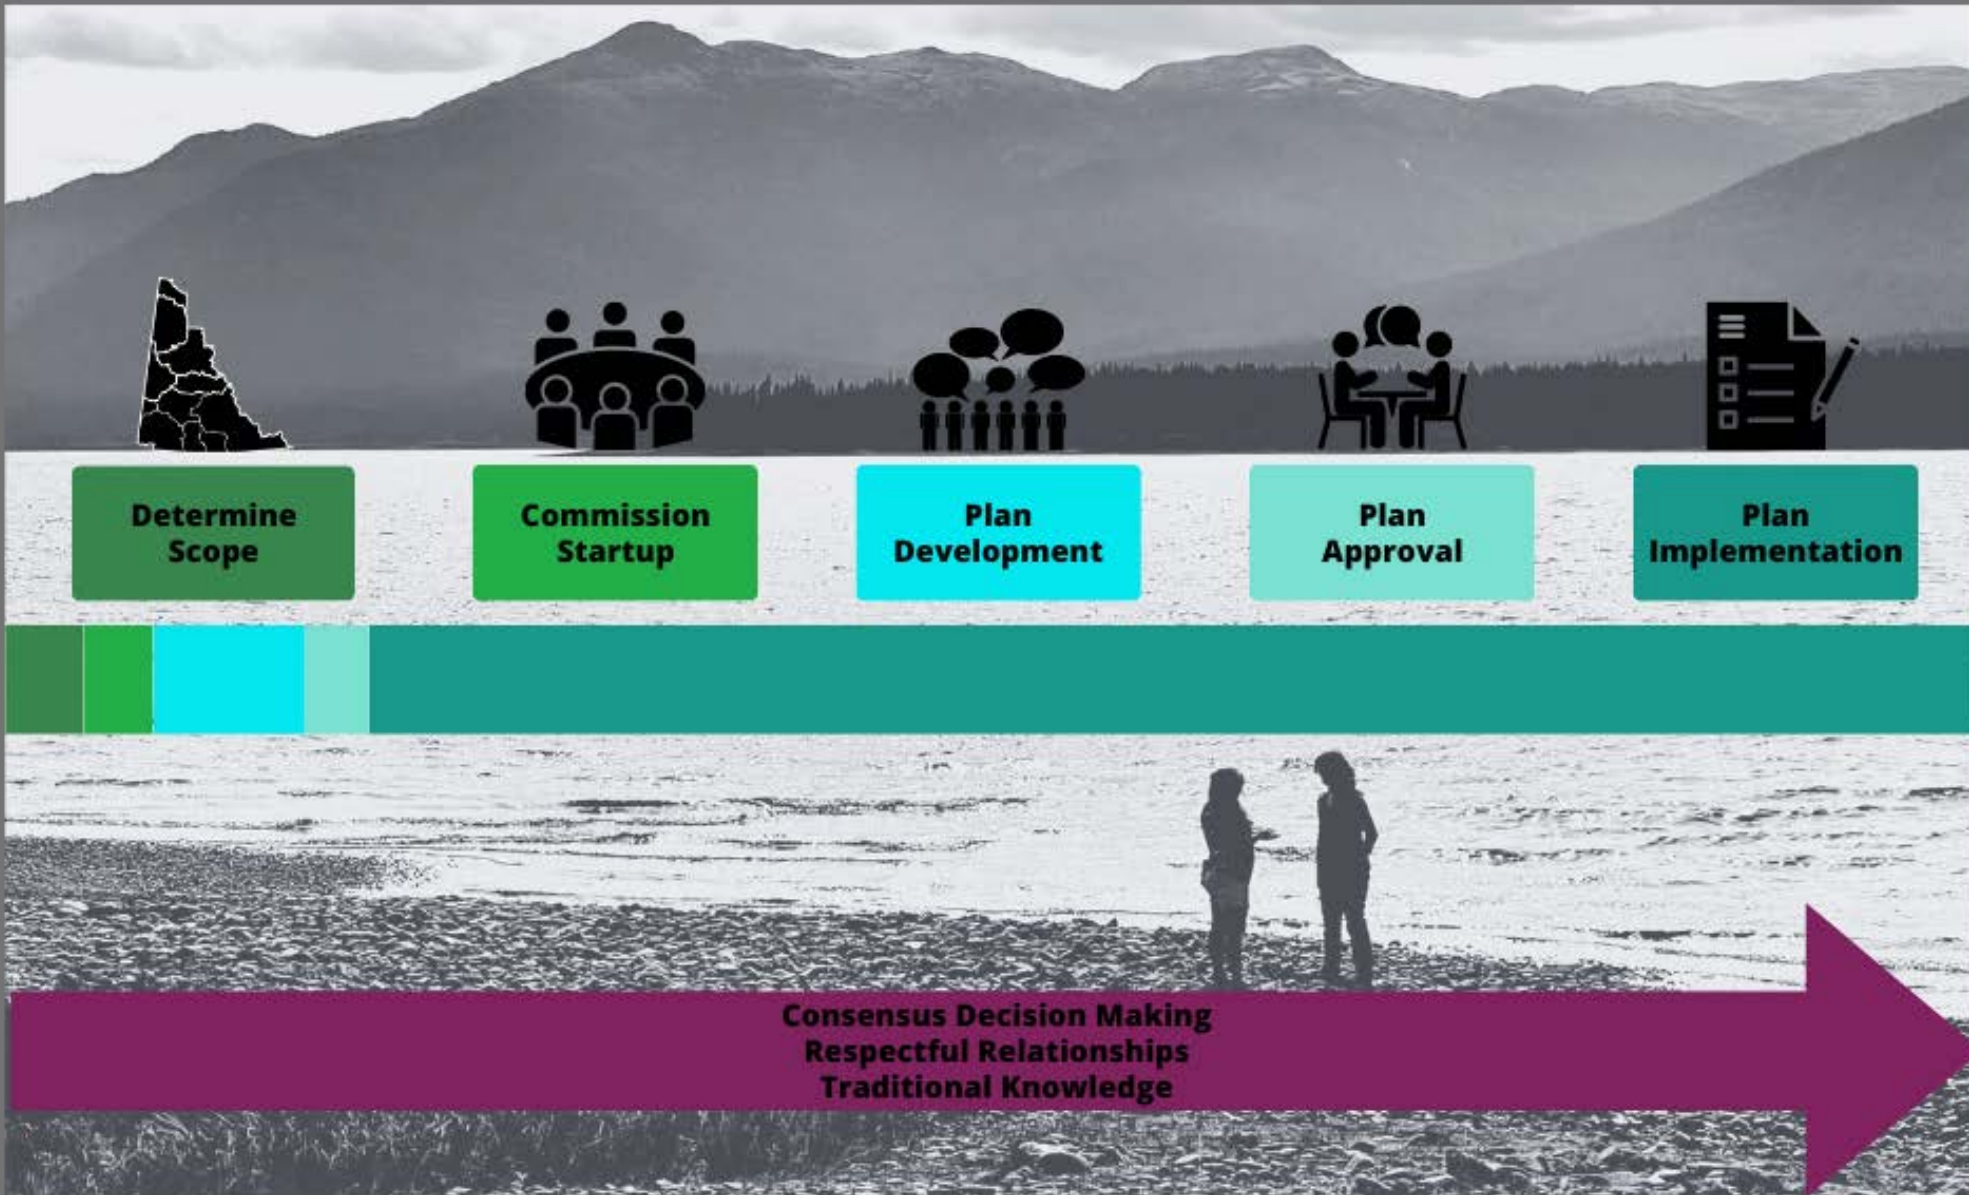 Determine
Scope
Commission
Startup
Plan
Development
Plan
Approval
Plan
Implementation
Consensus Decision Making
Respectful Relationships
Traditional Knowledge